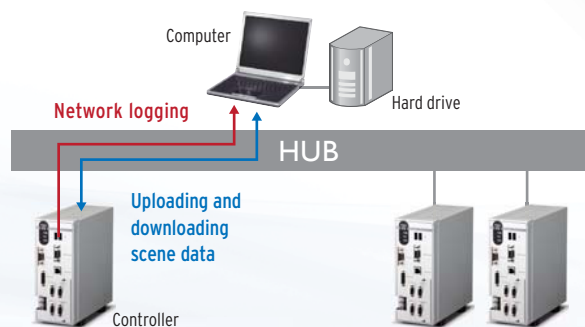 Computer
Hard drive
Network logging
HUB
Uploading and
downloading
scene data
Controller